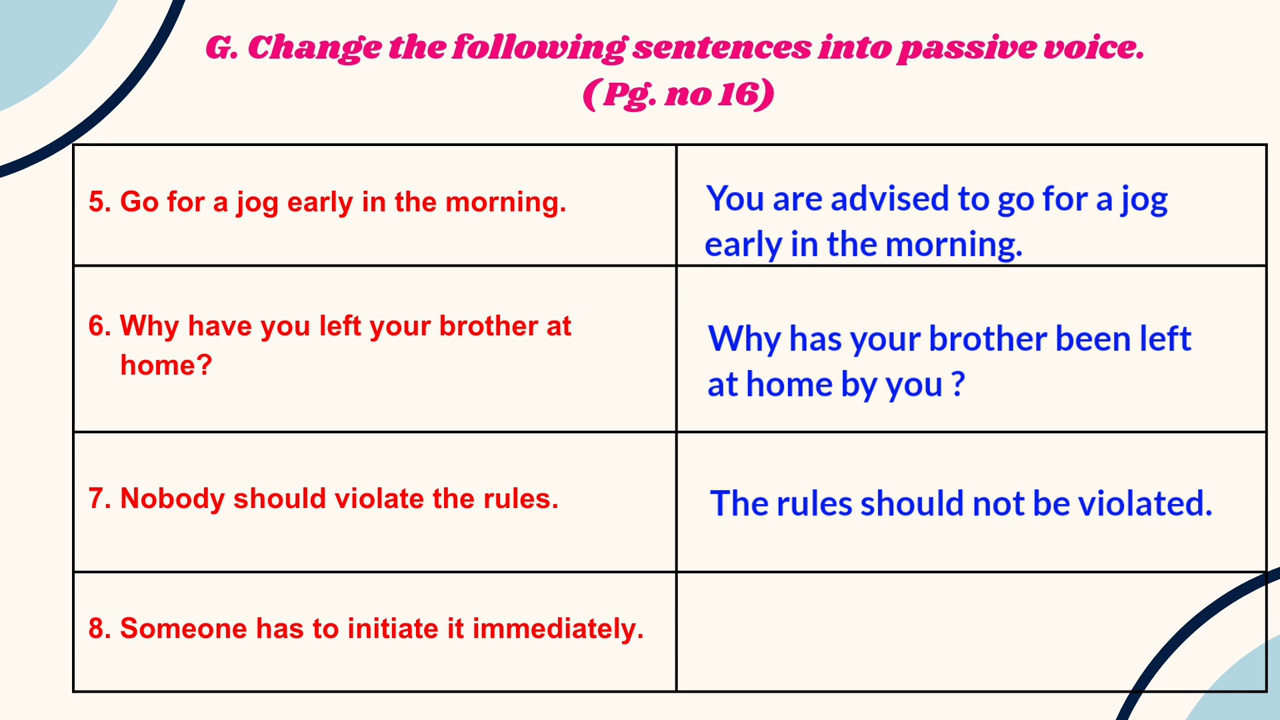 G. Change the following sentences into passive voice.
( Pg. no 16)
5. Go for a jog early in the morning.
You are advised to go for a jog
early in the morning.
6. Why have you left your brother at
home?
Why has your brother been left
at home by you ?
7. Nobody should violate the rules.
The rules should not be violated.
8. Someone has to initiate it immediately.